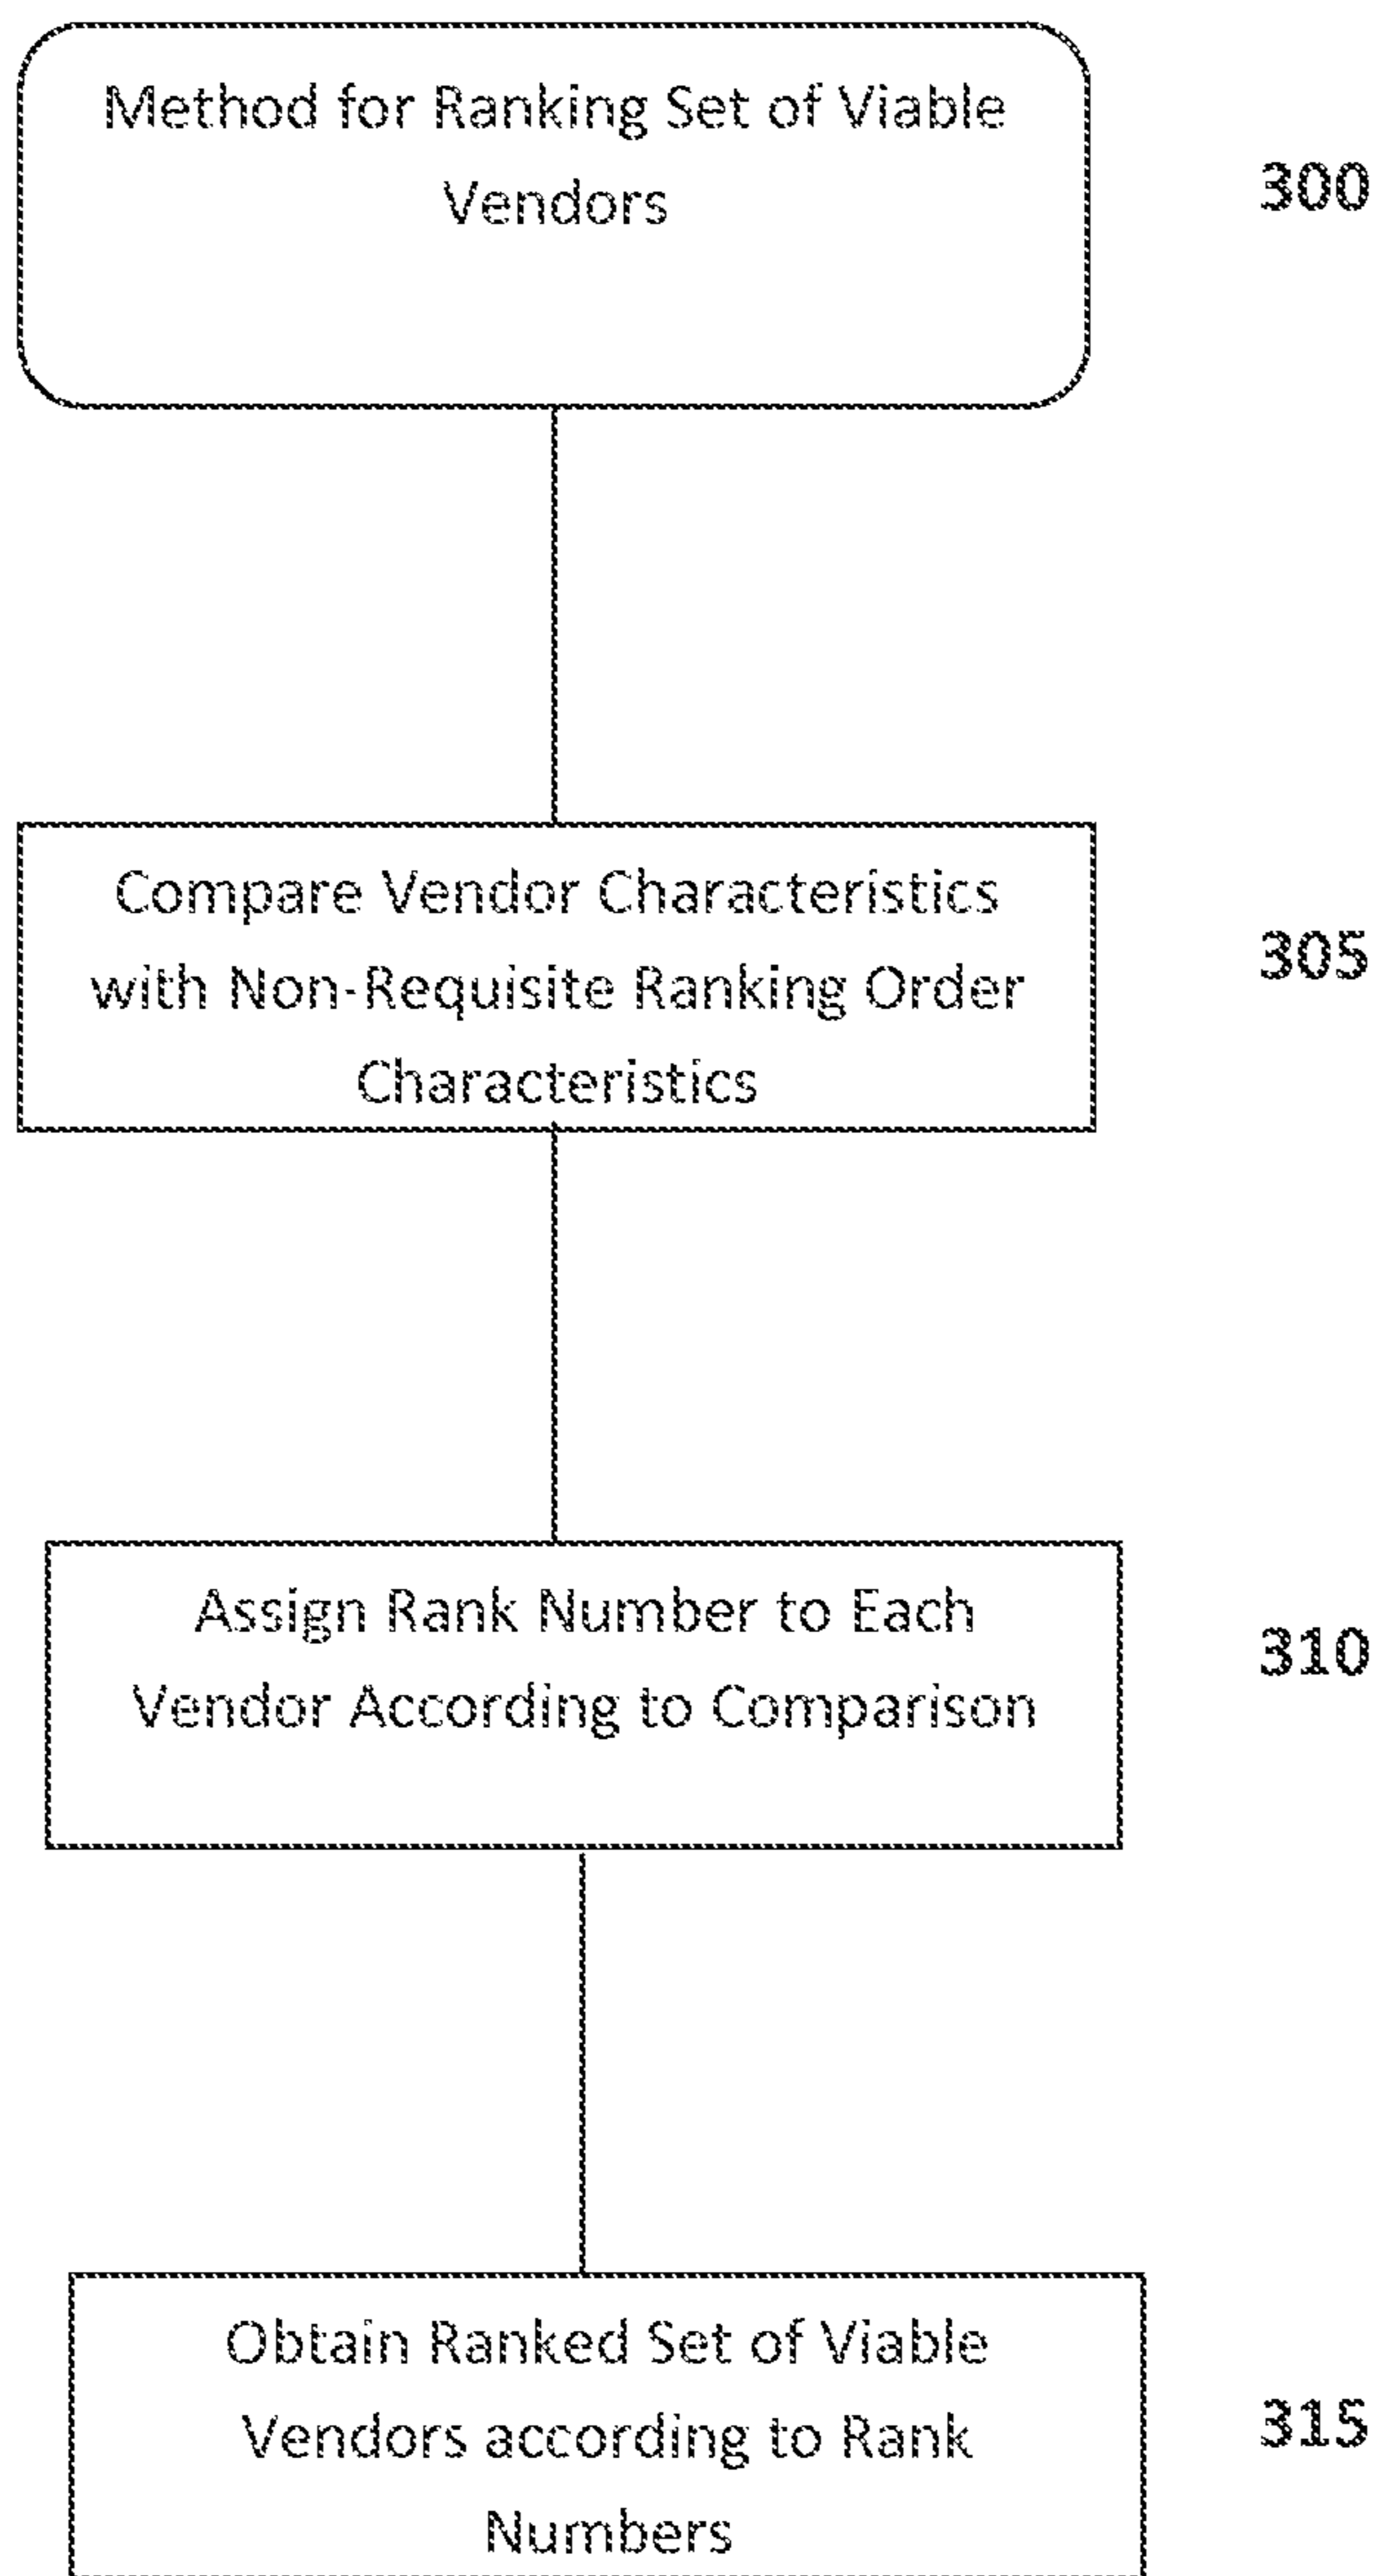 Method for Ranking Set of Viable
Vendors
300
Compare Vendor Characteristics
with Non-Requisite Ranking Order
Characteristics
305
Assign Rank Number to Each
Vendor According to Comparison
310
Obtain Ranked Set of Viable
Vendors according to Rank
Numbers
315